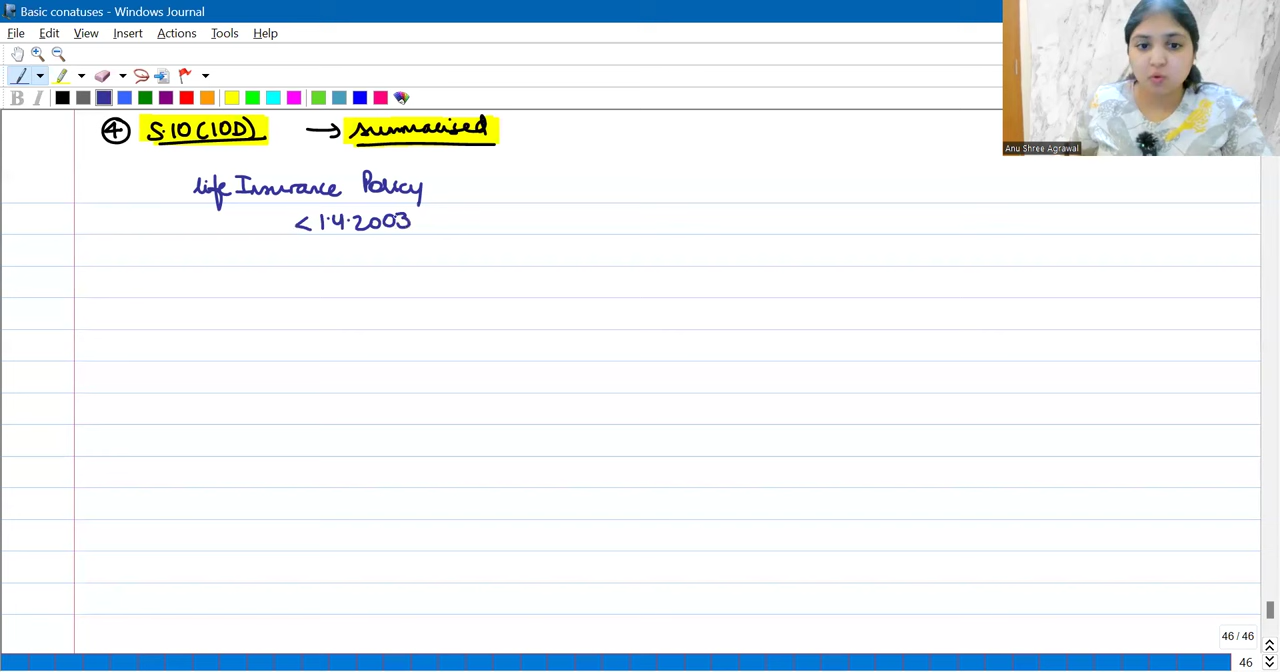 Basic conatuses - Windows Journal
File Edit View Insert Actions Tools Help
B I
Anu Shree Agrawal
④ S.10(10D) → summarised
life Insurance Policy
< 1.4.2003
46 / 46
46